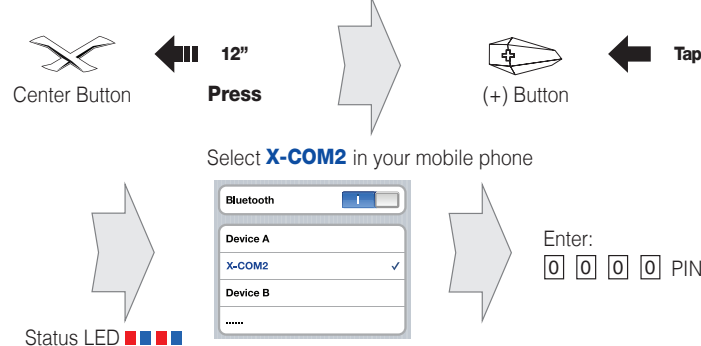 12”
Center Button
Press
Tap
(+) Button
Select X-COM2 in your mobile phone
Bluetooth
Device A
X-COM2
Device B
......
Status LED
Enter:
0 0 0 0 PIN